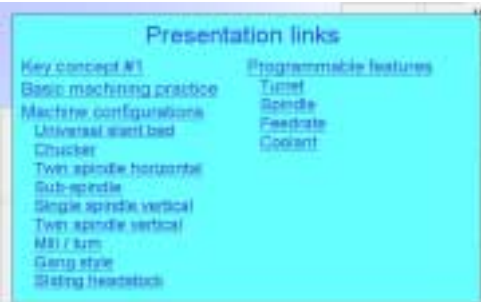 Presentation links
Key concept #1
Basic machining practice
Machine configurations
Universal slant bed
Chucker
Twin spindle horizontal
Sub-spindle
Single spindle vertical
Twin spindle vertical
Mill / turn
Gang style
Sliding headstock
Programmable features
Turret
Spindle
Feedrate
Coolant